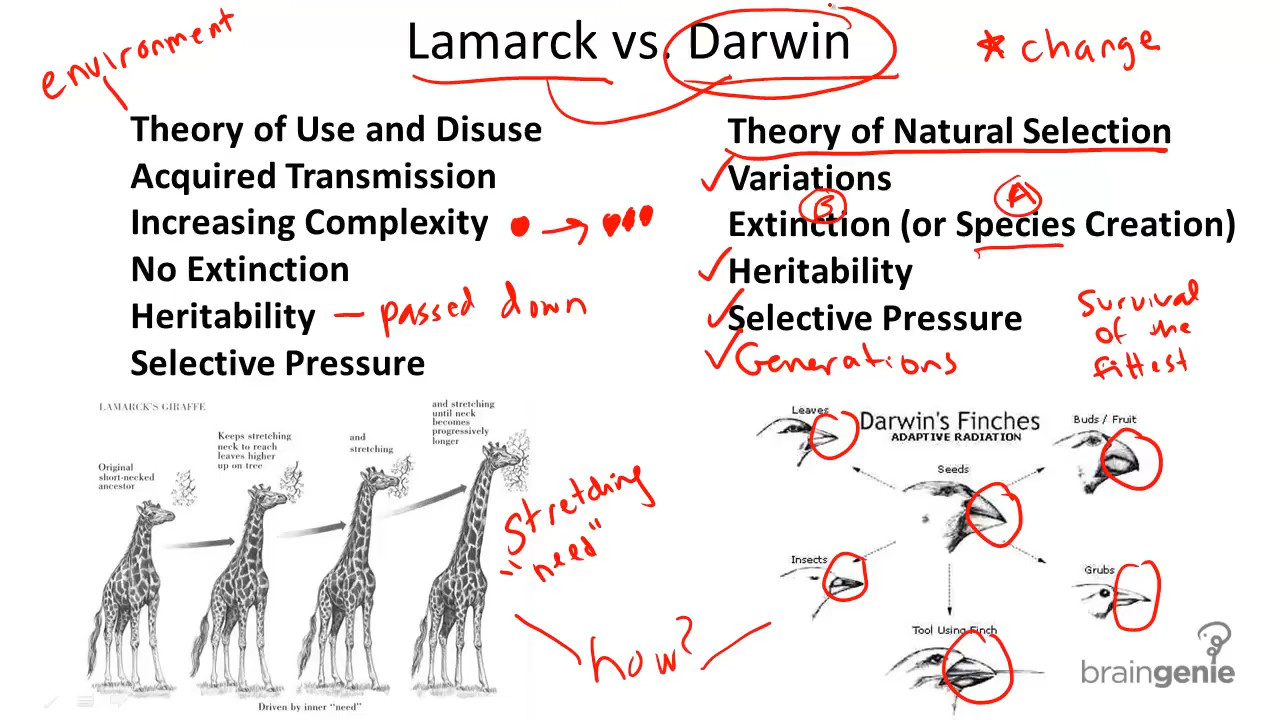 Lamarck vs. Darwin
environment
* change
Theory of Use and Disuse
Acquired Transmission
Increasing Complexity
No Extinction
Heritability – passed down
Selective Pressure
Theory of Natural Selection
Variations
B
A
Extinction (or Species Creation)
Heritability
Selective Pressure
Generations
Survival
of the
fittest
LAMARCK'S GIRAFFE
Original
short-necked
ancestor
Keeps stretching
neck to reach
leaves higher
up on tree
and
stretching
and stretching
until neck
becomes
progressively
longer
Driven by inner "need"
Stretching
"need"
how?
Darwin's Finches
ADAPTIVE RADIATION
Leaves
Buds / Fruit
Seeds
Insects
Grubs
Tool Using Finch
braingenie